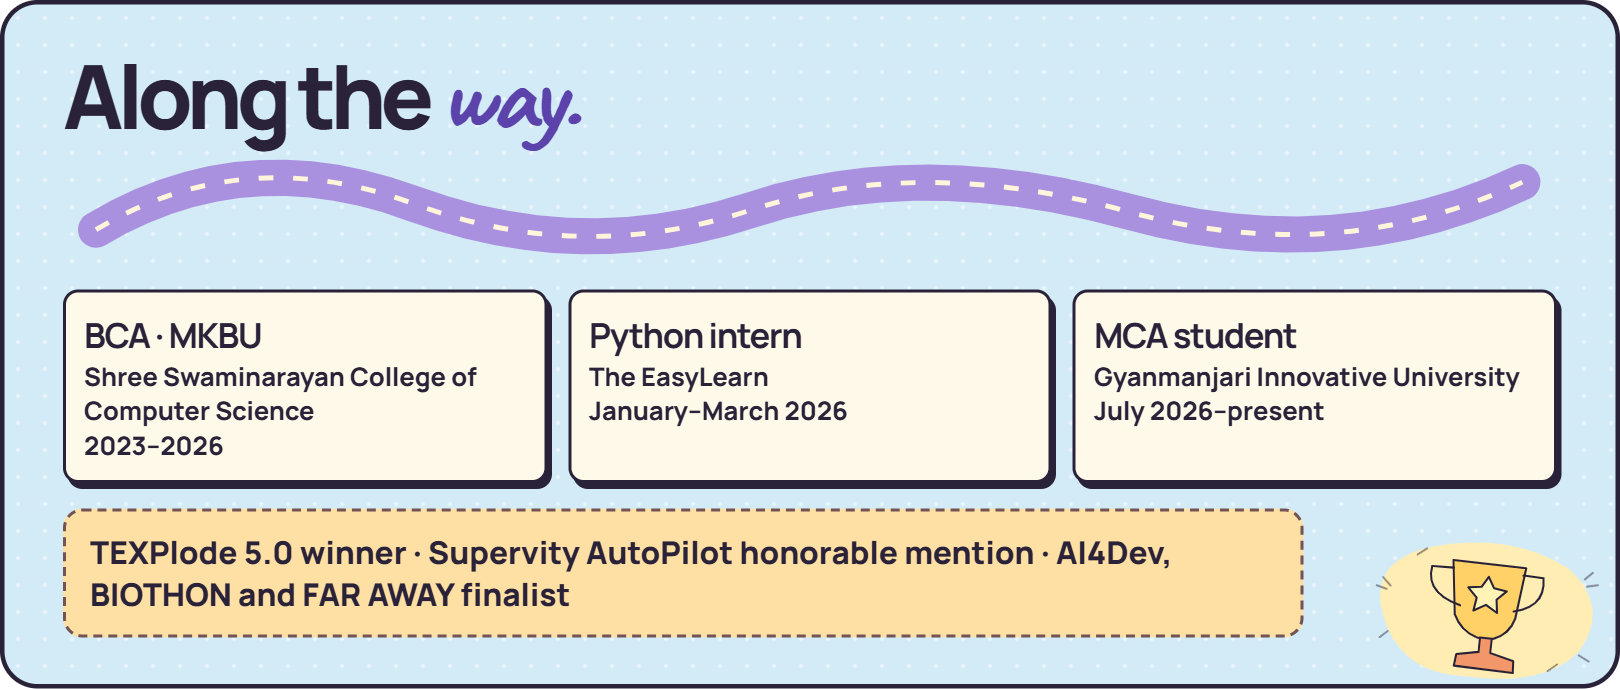 Along the way.
BCA · MKBU
Shree Swaminarayan College of
Computer Science
2023–2026
Python intern
The EasyLearn
January–March 2026
MCA student
Gyanmanjari Innovative University
July 2026–present
TEXPlode 5.0 winner · Supervity AutoPilot honorable mention · AI4Dev,
BIOTHON and FAR AWAY finalist